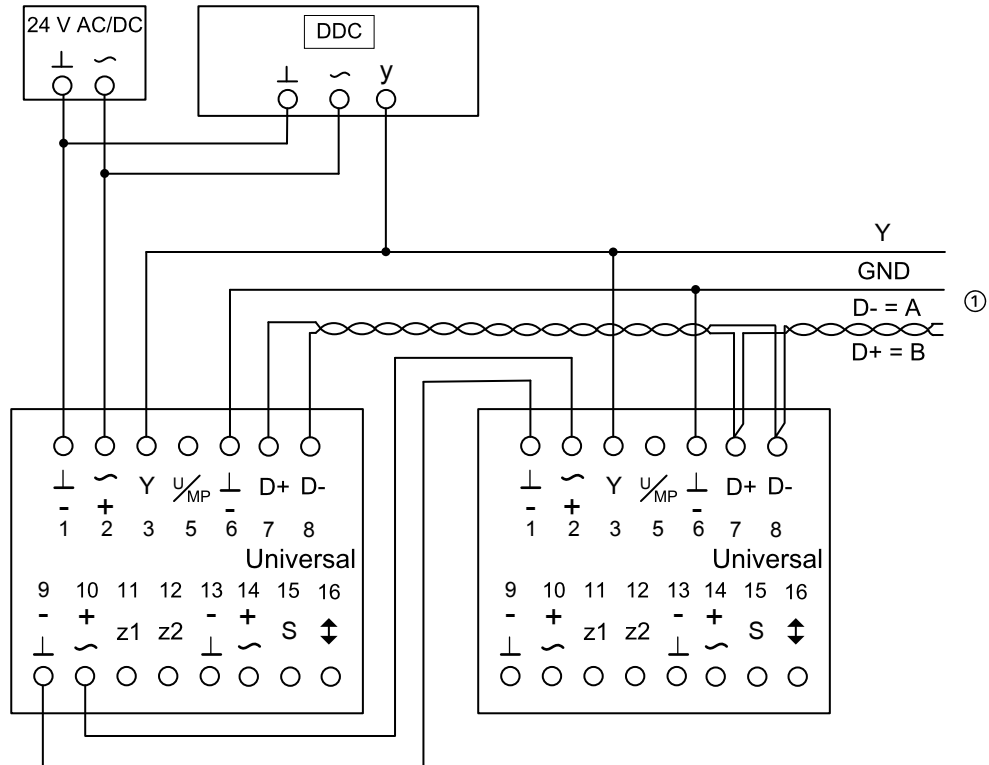 24 V AC/DC
DDC
⊥ ~
⊥ ~ y
Y
GND
D- = A
①
D+ = B
⊥ ~ Y U/MP ⊥ D+ D-
- + -
1 2 3 5 6 7 8
Universal
9 10 11 12 13 14 15 16
- + z1 z2 - + S ↕
⊥ ~ ⊥ ~
⊥ ~ Y U/MP ⊥ D+ D-
- + -
1 2 3 5 6 7 8
Universal
9 10 11 12 13 14 15 16
- + z1 z2 - + S ↕
⊥ ~ ⊥ ~